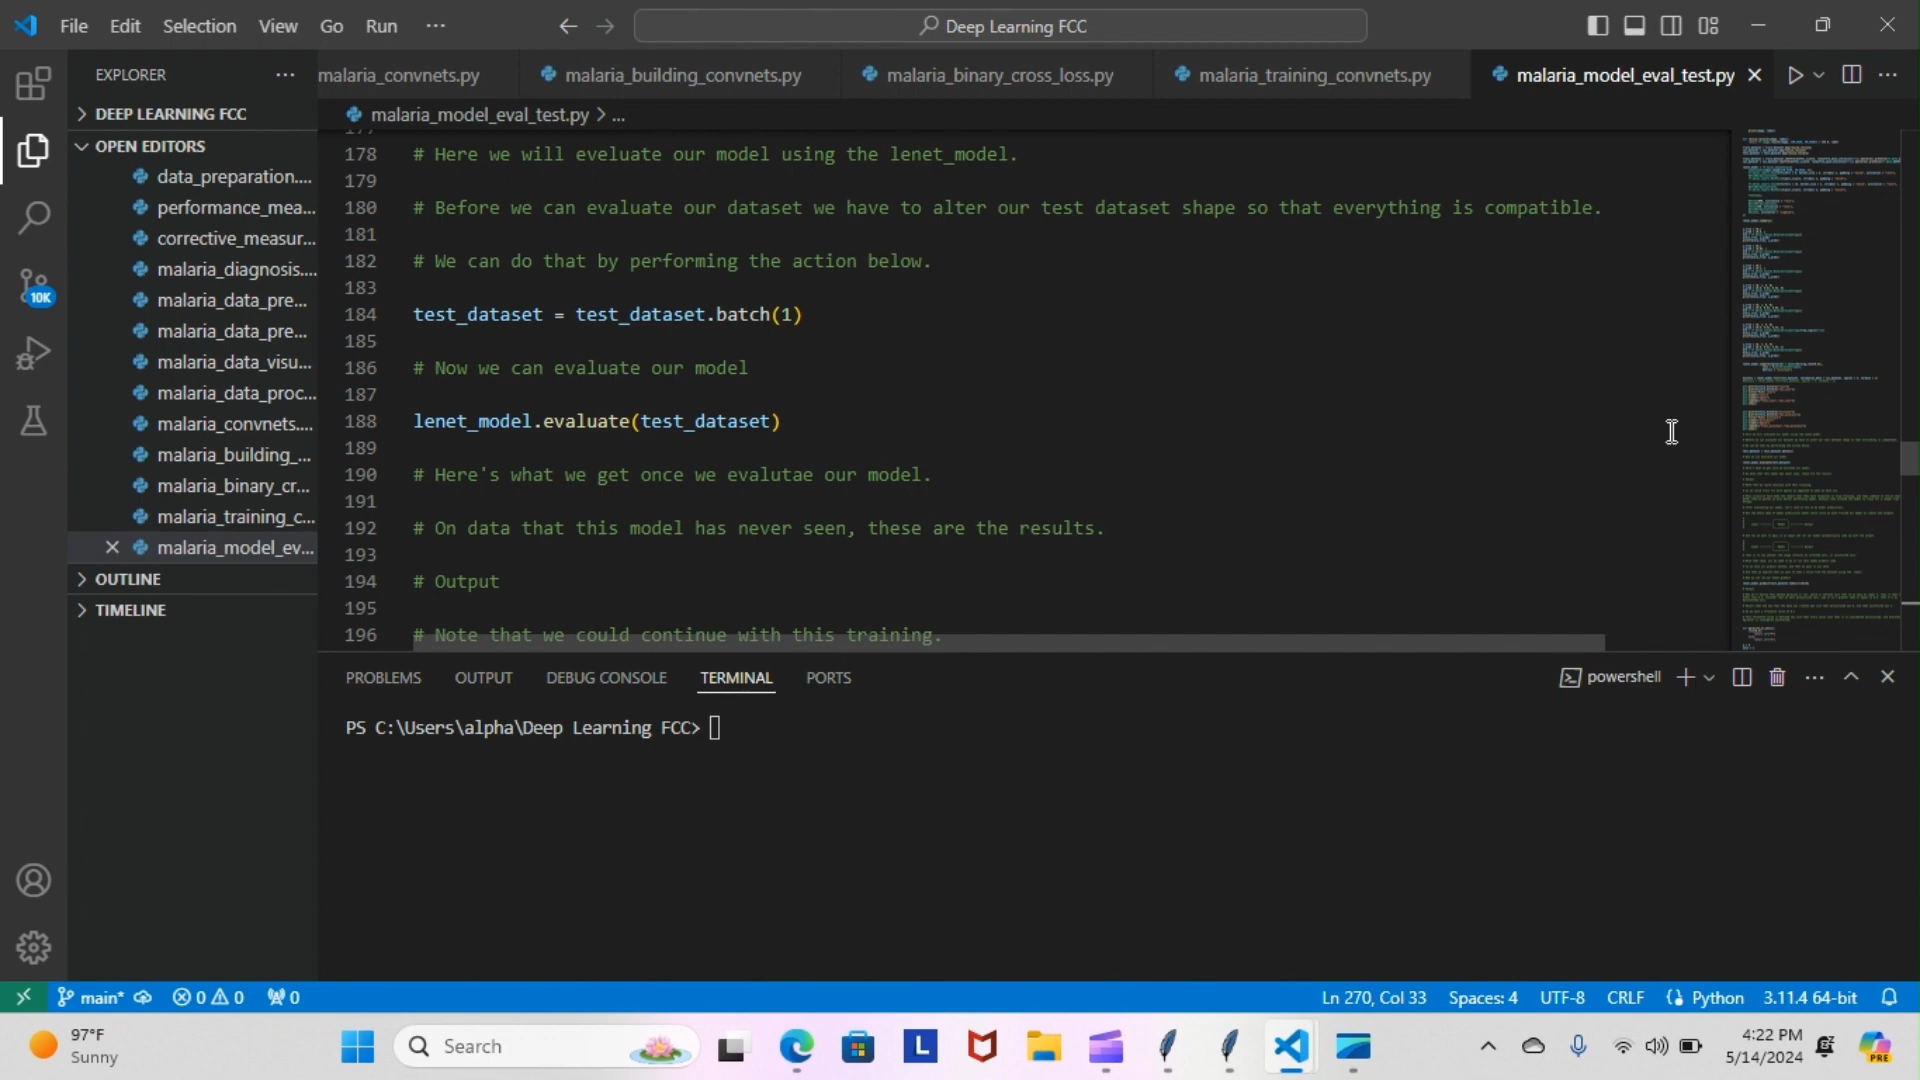 File Edit Selection View Go Run ... Deep Learning FCC
EXPLORER ...
malaria_convnets.py malaria_building_convnets.py malaria_binary_cross_loss.py malaria_training_convnets.py malaria_model_eval_test.py
DEEP LEARNING FCC
malaria_model_eval_test.py > ...
OPEN EDITORS
data_preparation....
performance_mea...
corrective_measur...
malaria_diagnosis....
malaria_data_pre...
malaria_data_pre...
malaria_data_visu...
malaria_data_proc...
malaria_convnets....
malaria_building_...
malaria_binary_cr...
malaria_training_c...
malaria_model_ev...
OUTLINE
TIMELINE
10K
177
178 # Here we will eveluate our model using the lenet_model.
179
180 # Before we can evaluate our dataset we have to alter our test dataset shape so that everything is compatible.
181
182 # We can do that by performing the action below.
183
184 test_dataset = test_dataset.batch(1)
185
186 # Now we can evaluate our model
187
188 lenet_model.evaluate(test_dataset)
189
190 # Here's what we get once we evalutae our model.
191
192 # On data that this model has never seen, these are the results.
193
194 # Output
195
196 # Note that we could continue with this training.
PROBLEMS OUTPUT DEBUG CONSOLE TERMINAL PORTS powershell
PS C:\Users\alpha\Deep Learning FCC>
main* 0 0 0 Ln 270, Col 33 Spaces: 4 UTF-8 CRLF Python 3.11.4 64-bit
97°F
Sunny
Search
L
4:22 PM
5/14/2024
PRE